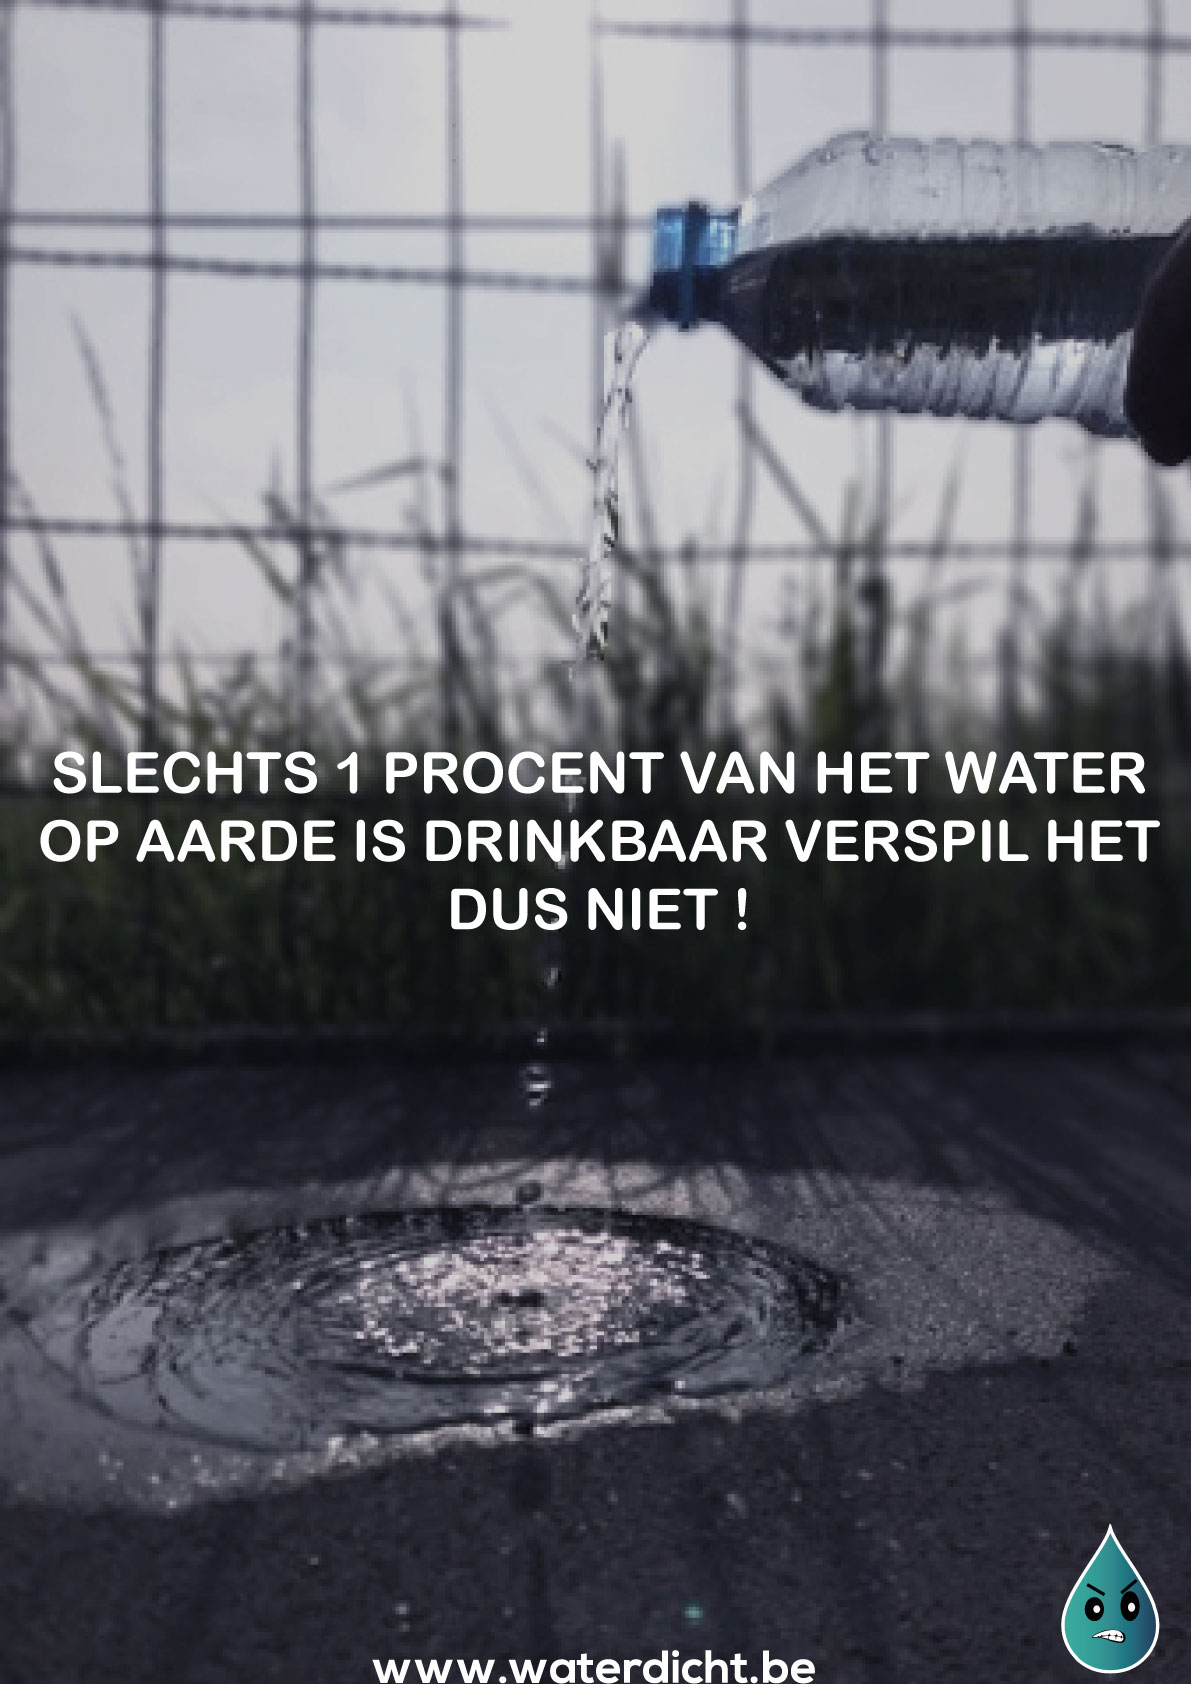 SLECHTS 1 PROCENT VAN HET WATER
OP AARDE IS DRINKBAAR VERSPIL HET
DUS NIET !
www.waterdicht.be